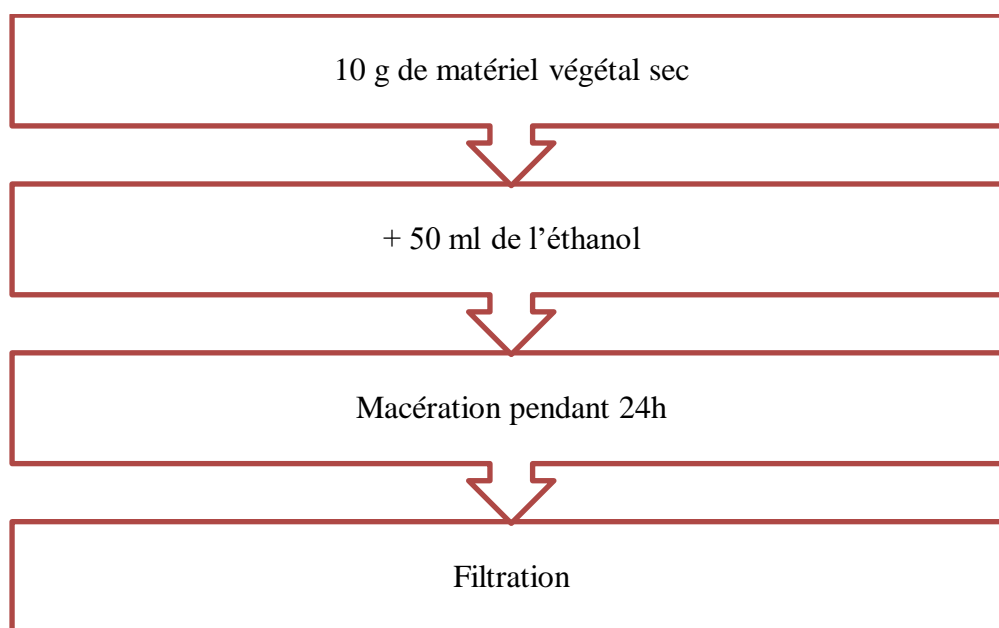 10 g de matériel végétal sec
+ 50 ml de l’éthanol
Macération pendant 24h
Filtration